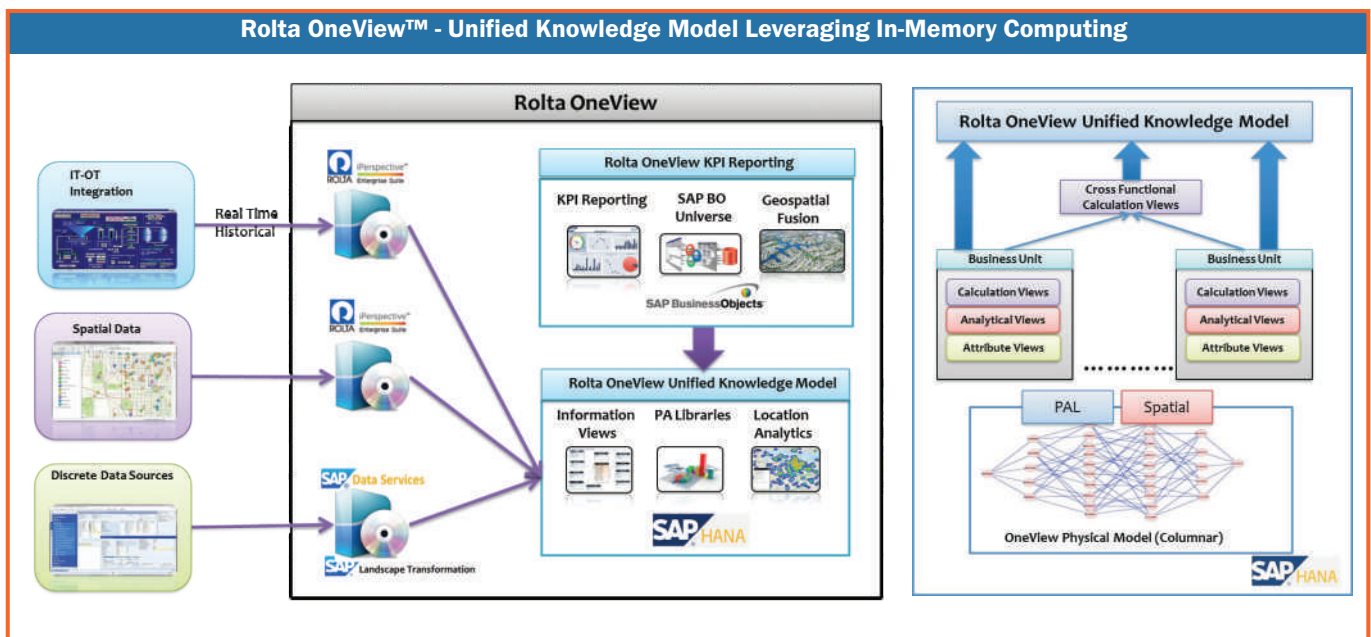 Rolta OneView™ - Unified Knowledge Model Leveraging In-Memory Computing
IT-OT
Integration
Real Time
Historical
Spatial Data
Discrete Data Sources
Rolta OneView
ROLTA
iPerspective™
Enterprise Suite
ROLTA
iPerspective™
Enterprise Suite
SAP Data Services
SAP Landscape Transformation
Rolta OneView KPI Reporting
KPI Reporting
SAP BO
Universe
Geospatial
Fusion
SAP BusinessObjects
Rolta OneView Unified Knowledge Model
Information
Views
PA Libraries
Location
Analytics
SAP HANA
Rolta OneView Unified Knowledge Model
Cross Functional
Calculation Views
Business Unit
Calculation Views
Analytical Views
Attribute Views
Business Unit
Calculation Views
Analytical Views
Attribute Views
PAL
Spatial
OneView Physical Model (Columnar)
SAP HANA